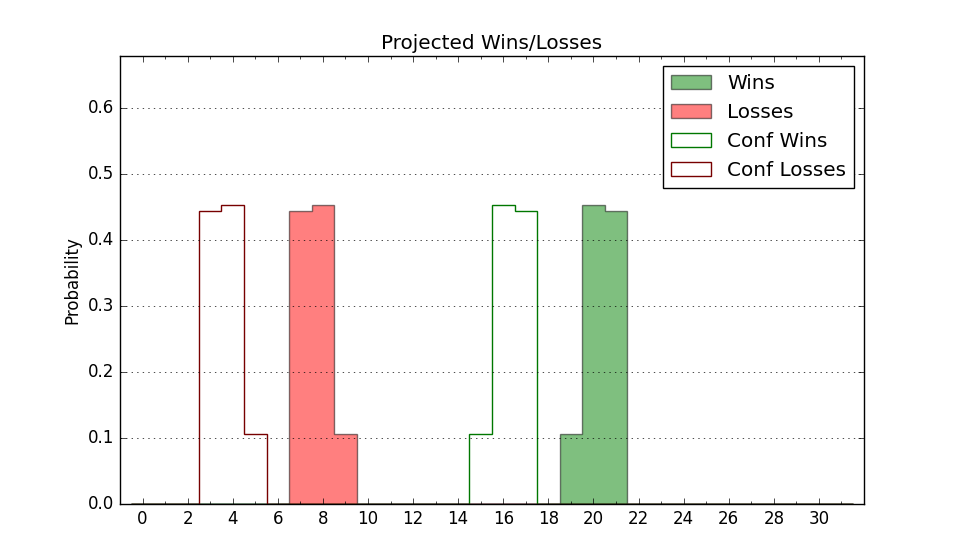 Projected Wins/Losses
Wins
Losses
Conf Wins
Conf Losses
Probability
0.6
0.5
0.4
0.3
0.2
0.1
0.0
0 2 4 6 8 10 12 14 16 18 20 22 24 26 28 30